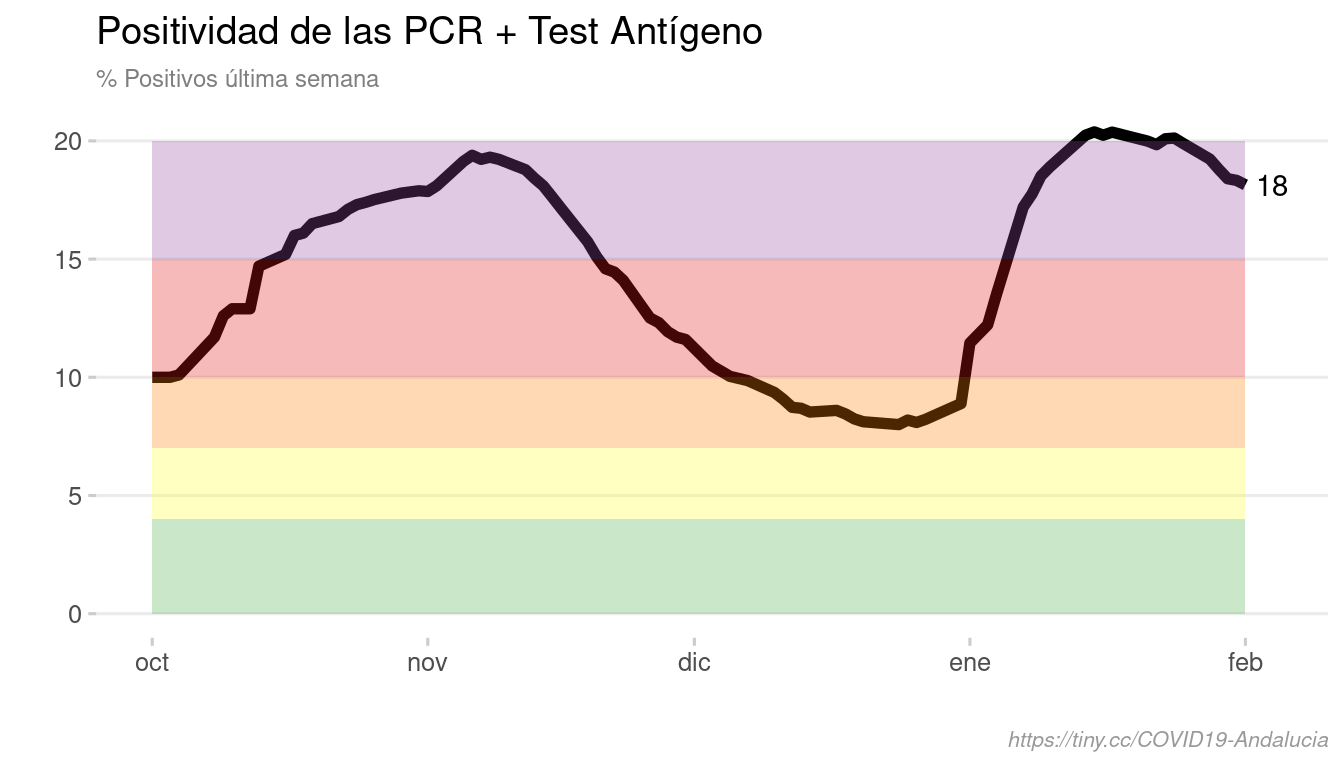 Positividad de las PCR + Test Antígeno
% Positivos última semana
20
15
10
5
0
18
oct nov dic ene feb
https://tiny.cc/COVID19-Andalucia